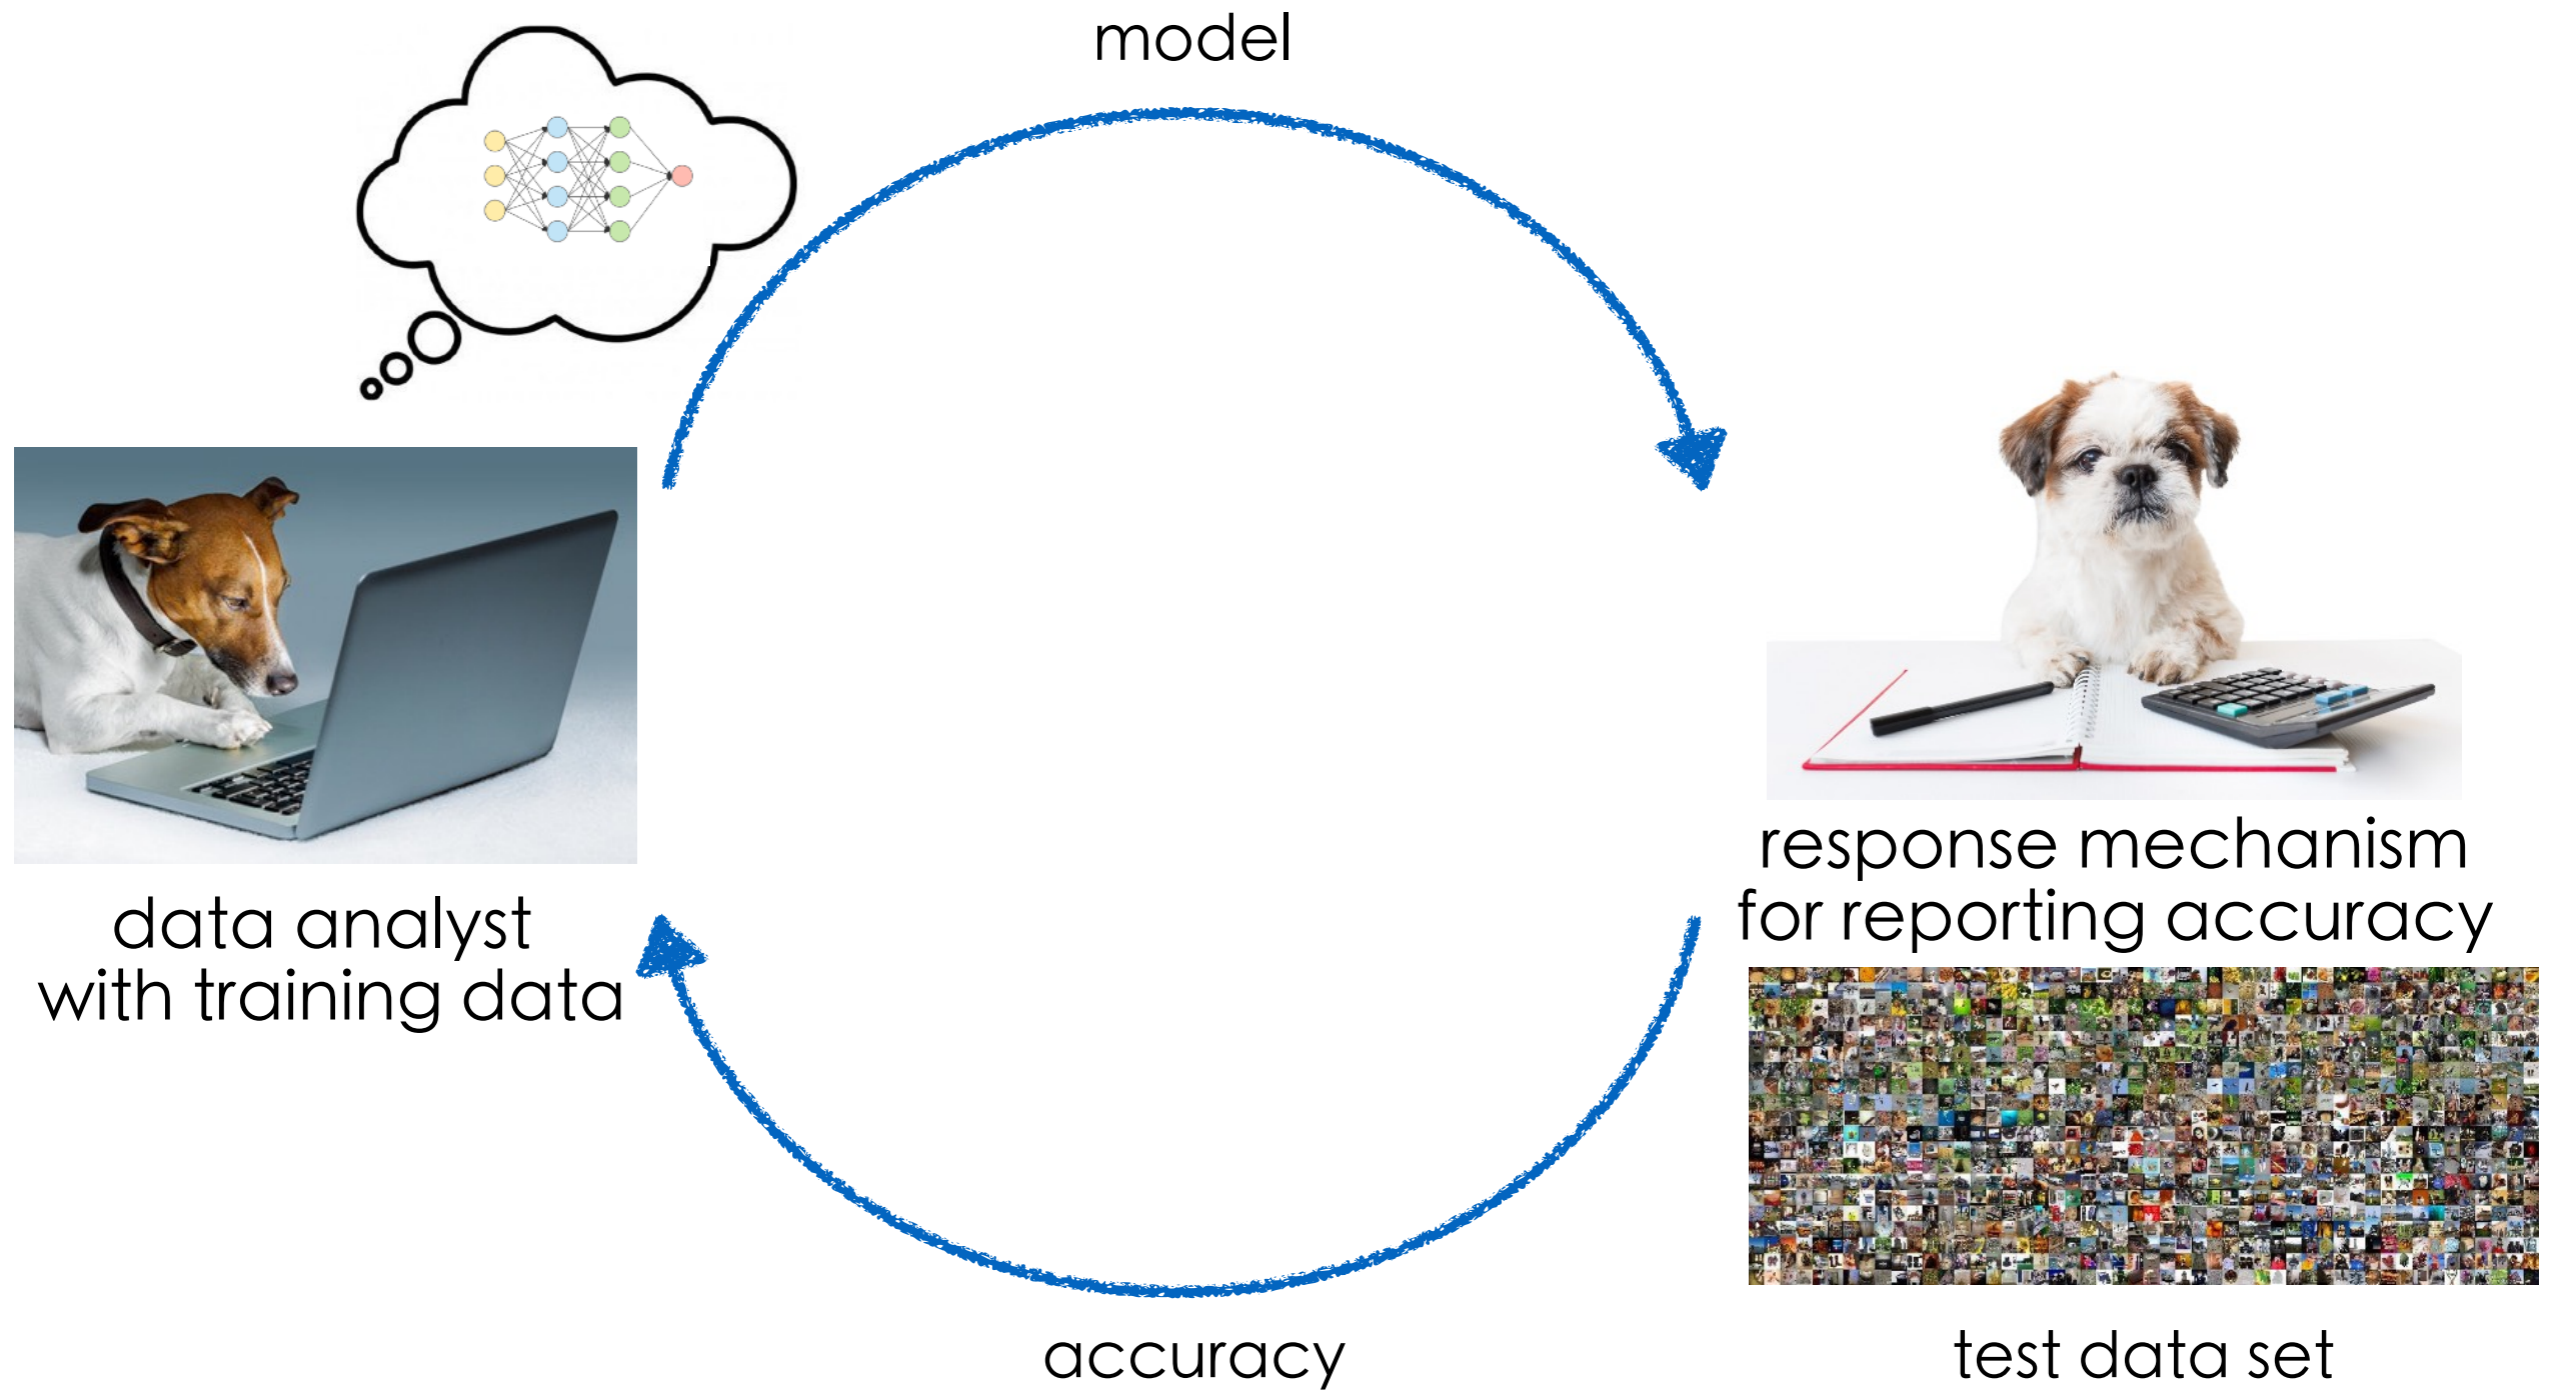 model
data analyst
with training data
response mechanism
for reporting accuracy
accuracy
test data set